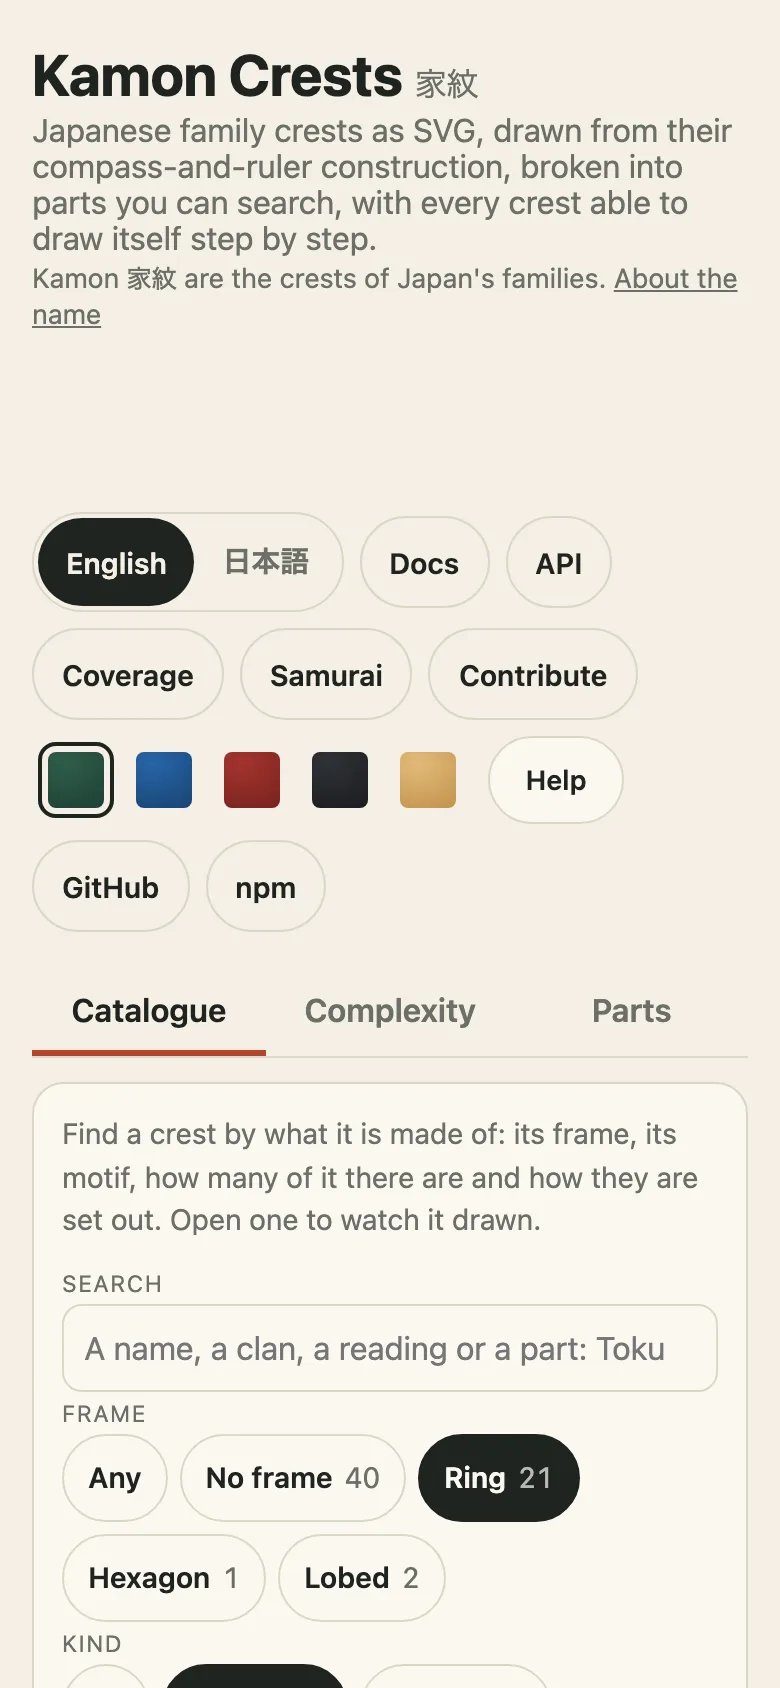 Kamon Crests 家紋
Japanese family crests as SVG, drawn from their
compass-and-ruler construction, broken into
parts you can search, with every crest able to
draw itself step by step.
Kamon 家紋 are the crests of Japan's families. About the
name
English 日本語 Docs API
Coverage Samurai Contribute
Help
GitHub npm
Catalogue Complexity Parts
Find a crest by what it is made of: its frame, its
motif, how many of it there are and how they are
set out. Open one to watch it drawn.
SEARCH
A name, a clan, a reading or a part: Toku
FRAME
Any No frame 40 Ring 21
Hexagon 1 Lobed 2
KIND